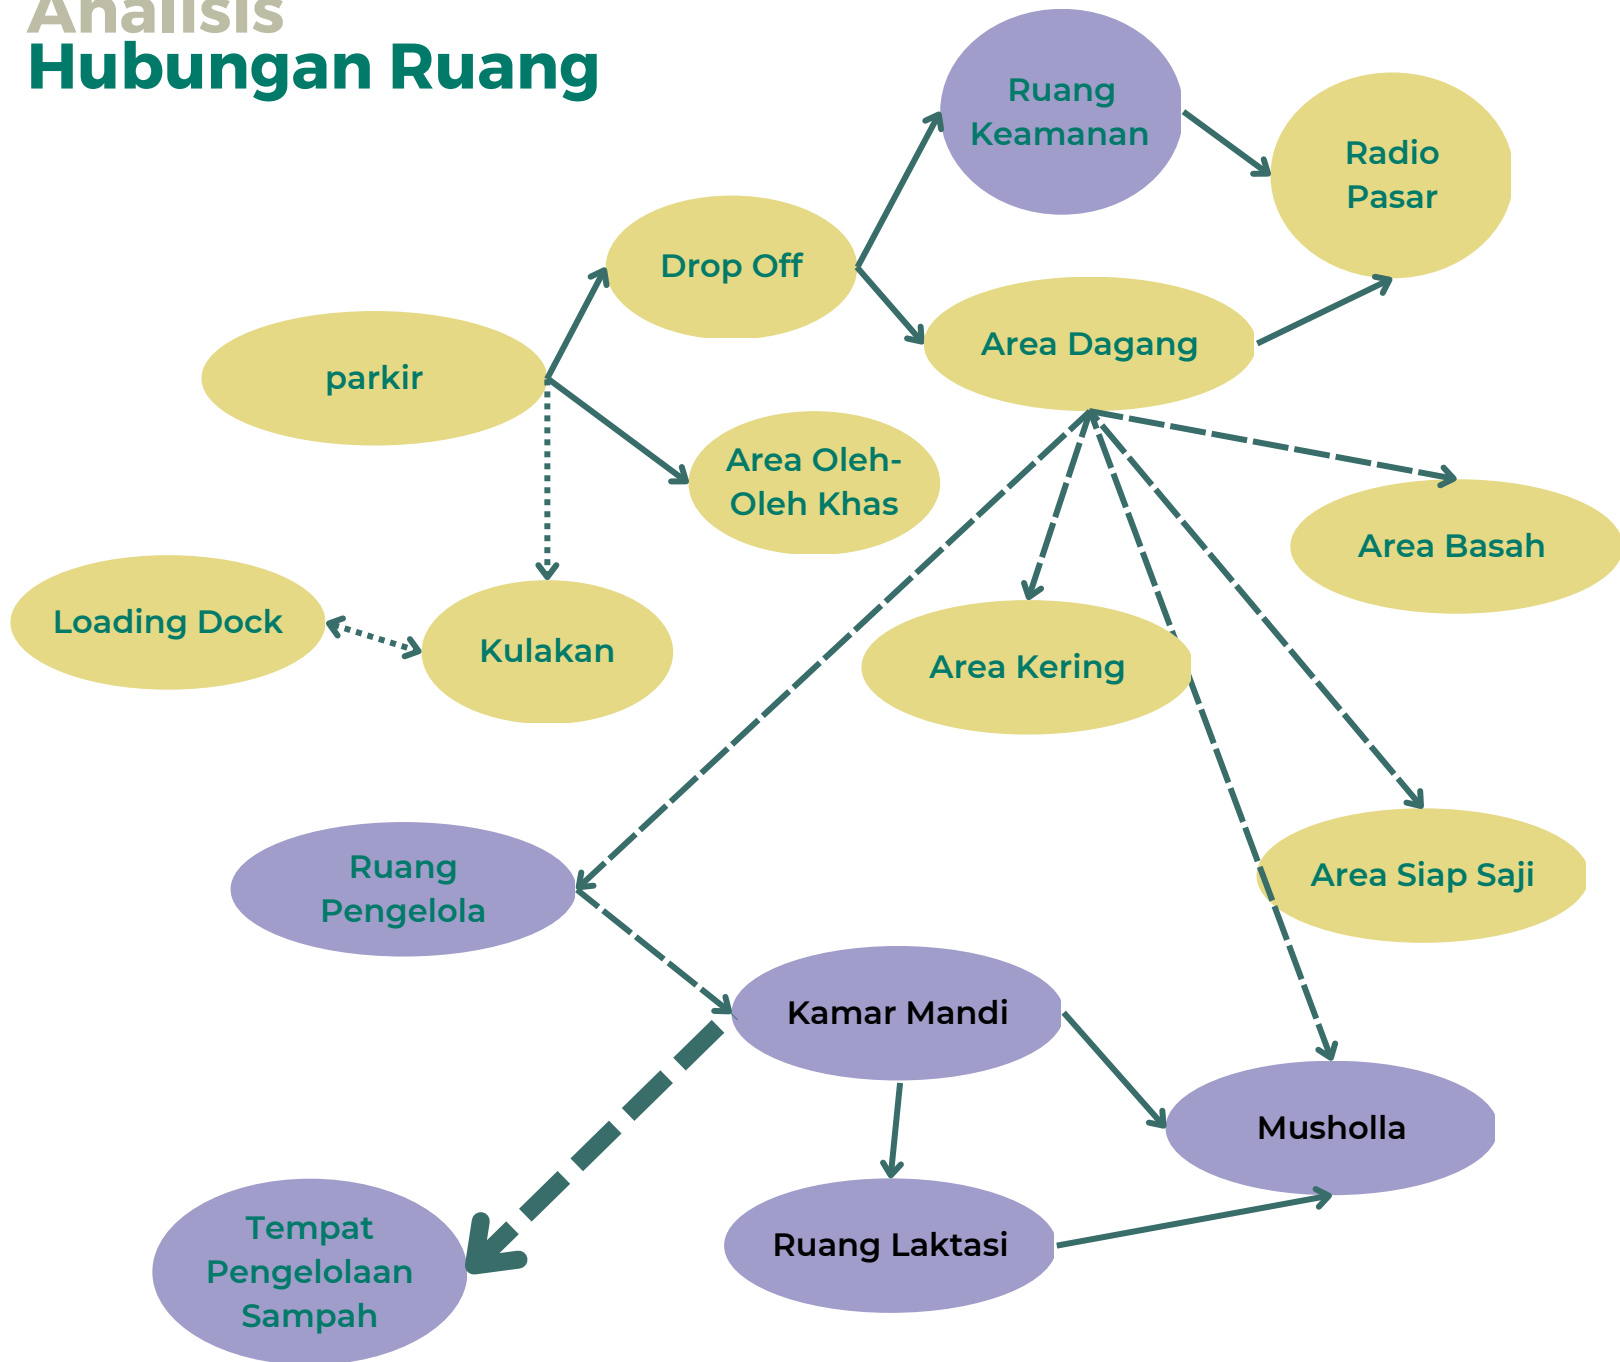 Analisis
Hubungan Ruang
Ruang
Keamanan
Radio
Pasar
Drop Off
Area Dagang
parkir
Area Oleh-
Oleh Khas
Area Basah
Loading Dock
Kulakan
Area Kering
Ruang
Pengelola
Area Siap Saji
Kamar Mandi
Musholla
Tempat
Pengelolaan
Sampah
Ruang Laktasi